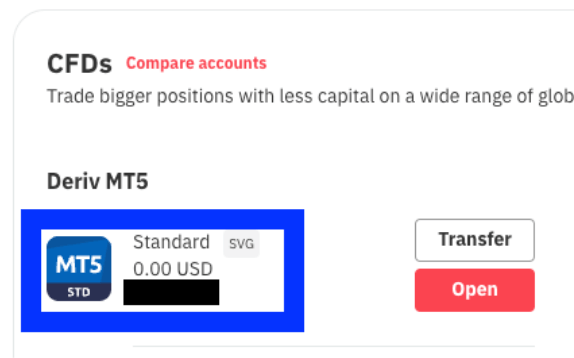 CFDs Compare accounts
Trade bigger positions with less capital on a wide range of glob
Deriv MT5
MT5
STD
Standard SVG
0.00 USD
Transfer
Open